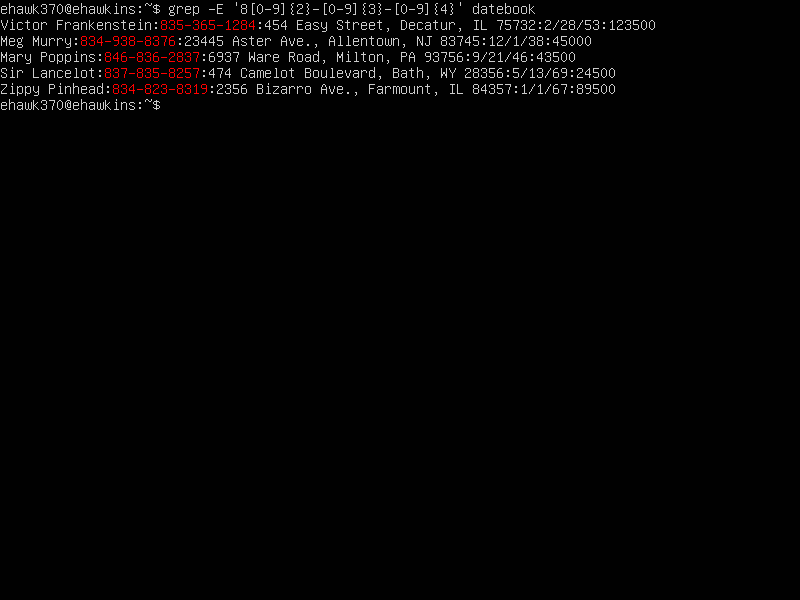 ehawk370@ehawkins:~$ grep -E '8[0-9]{2}-[0-9]{3}-[0-9]{4}' datebook
Victor Frankenstein:835-365-1284:454 Easy Street, Decatur, IL 75732:2/28/53:123500
Meg Murry:834-938-8376:23445 Aster Ave., Allentown, NJ 83745:12/1/38:45000
Mary Poppins:846-836-2837:6937 Ware Road, Milton, PA 93756:9/21/46:43500
Sir Lancelot:837-835-8257:474 Camelot Boulevard, Bath, WY 28356:5/13/69:24500
Zippy Pinhead:834-823-8319:2356 Bizarro Ave., Farmount, IL 84357:1/1/67:89500
ehawk370@ehawkins:~$